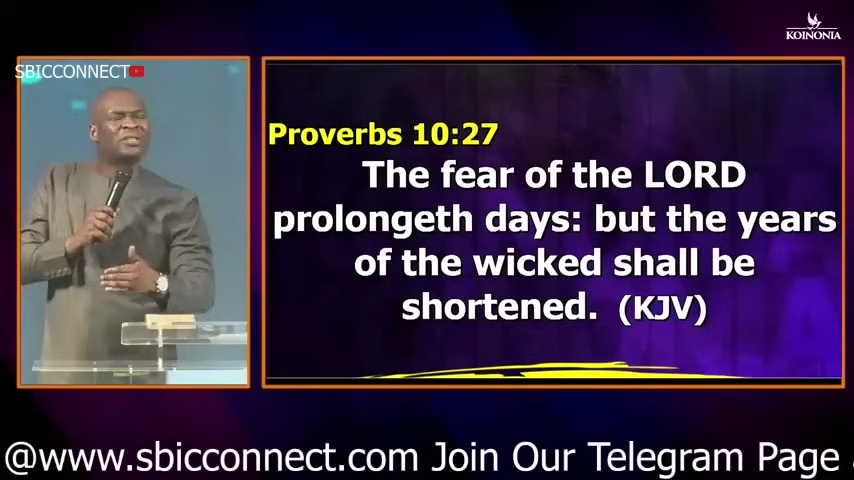 KOINONIA
SBICCONNECT
Proverbs 10:27
The fear of the LORD
prolongeth days: but the years
of the wicked shall be
shortened. (KJV)
@www.sbicconnect.com Join Our Telegram Page